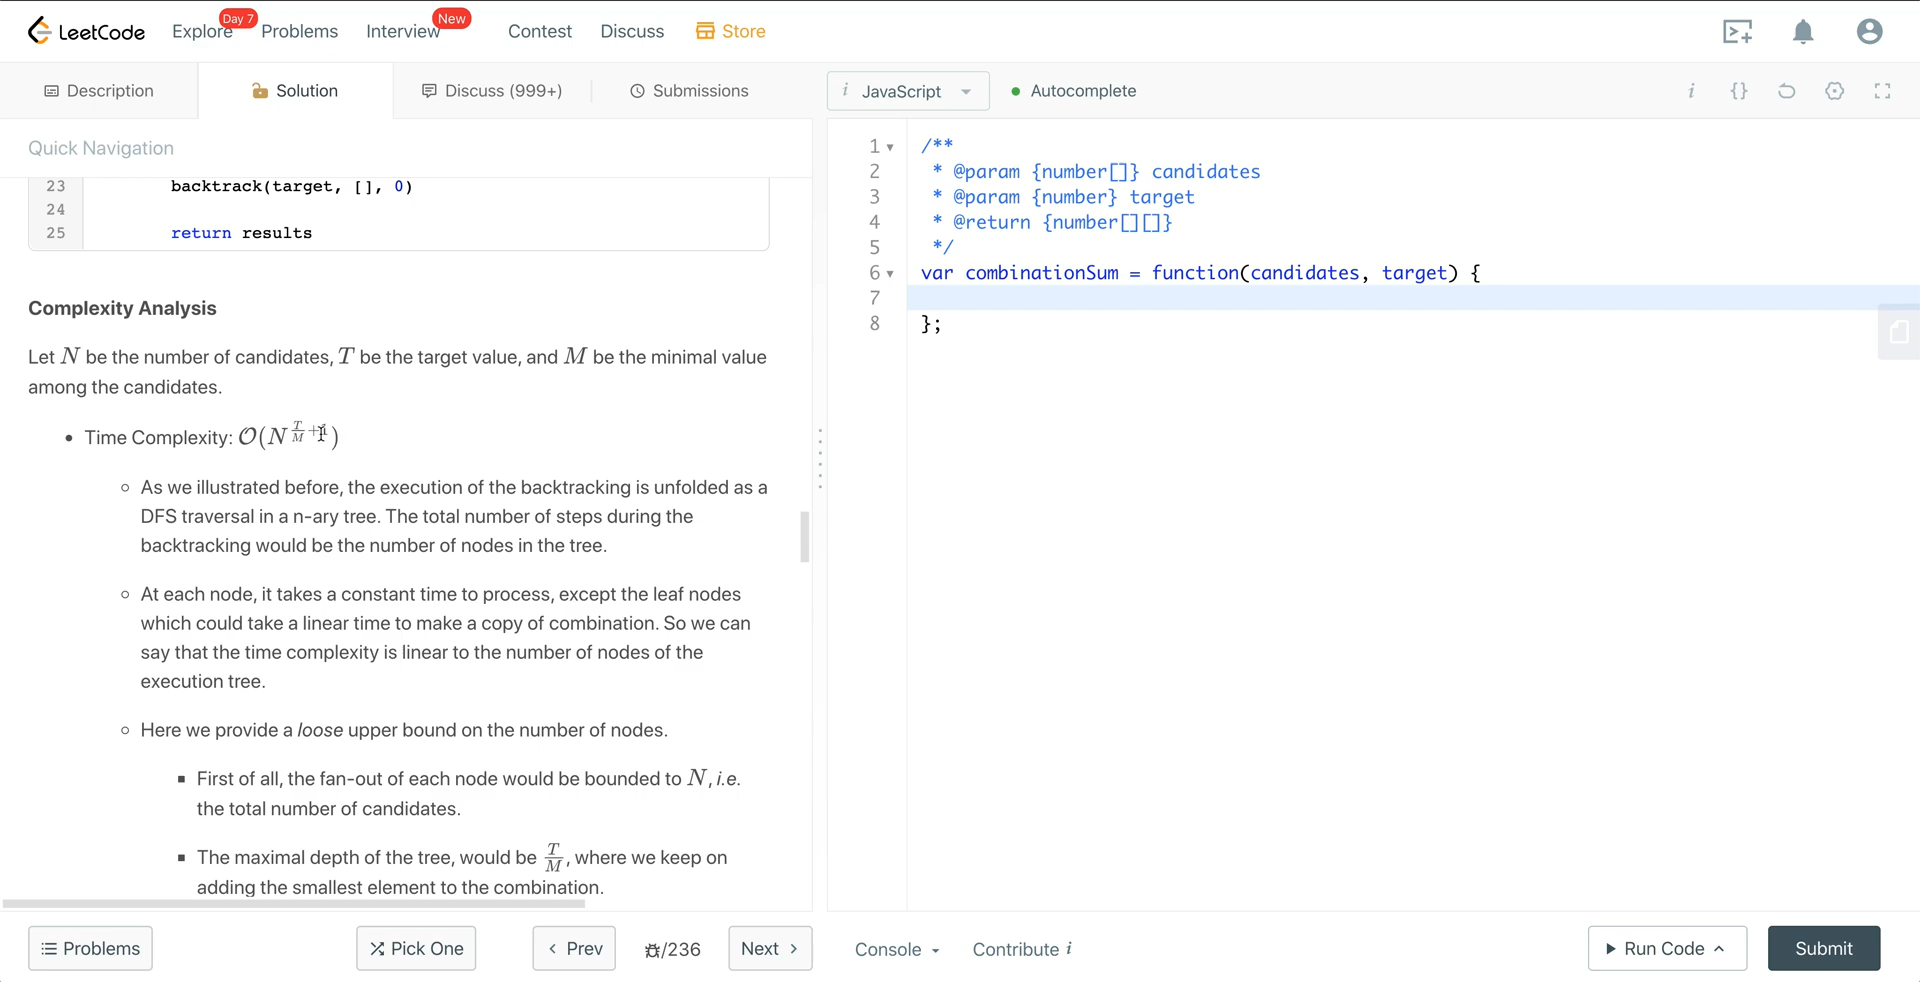 LeetCode
Explore
Day 7
Problems
Interview
New
Contest
Discuss
Store
Description
Solution
Discuss (999+)
Submissions
i JavaScript
Autocomplete
i {}
Quick Navigation
23 backtrack(target, [], 0)
24
25 return results
Complexity Analysis
Let N be the number of candidates, T be the target value, and M be the minimal value
among the candidates.
• Time Complexity: O(N^{T/M+1})
As we illustrated before, the execution of the backtracking is unfolded as a
DFS traversal in a n-ary tree. The total number of steps during the
backtracking would be the number of nodes in the tree.
At each node, it takes a constant time to process, except the leaf nodes
which could take a linear time to make a copy of combination. So we can
say that the time complexity is linear to the number of nodes of the
execution tree.
Here we provide a loose upper bound on the number of nodes.
First of all, the fan-out of each node would be bounded to N, i.e.
the total number of candidates.
The maximal depth of the tree, would be T/M, where we keep on
adding the smallest element to the combination.
1 /**
2 * @param {number[]} candidates
3 * @param {number} target
4 * @return {number[][]}
5 */
6 var combinationSum = function(candidates, target) {
7
8 };
Problems
Pick One
< Prev
/236
Next >
Console
Contribute i
Run Code
Submit